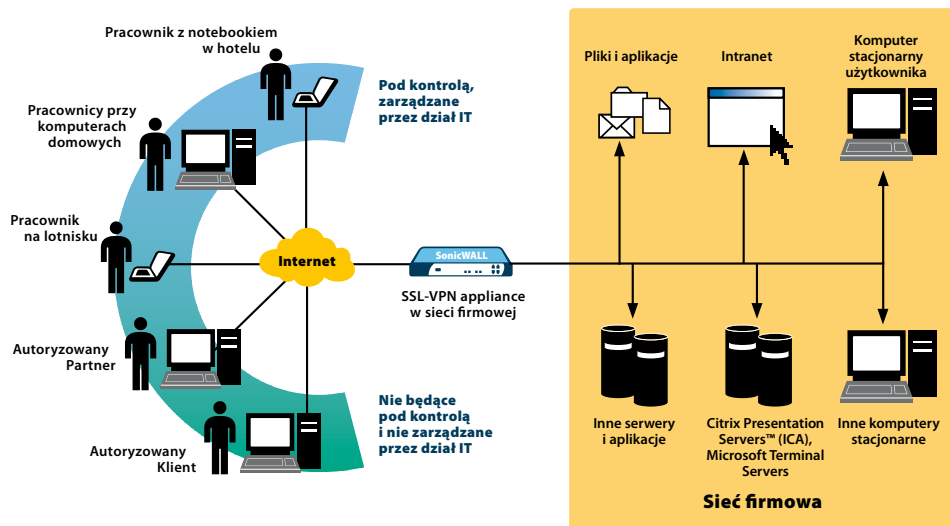 Pracownik z notebookiem
w hotelu
Pracownicy przy
komputerach
domowych
Pracownik
na lotnisku
Autoryzowany
Partner
Autoryzowany
Klient
Pod kontrolą,
zarządzane
przez dział IT
Nie będące
pod kontrolą
i nie zarządzane
przez dział IT
Internet
SonicWALL
SSL-VPN appliance
w sieci firmowej
Pliki i aplikacje
Intranet
Komputer
stacjonarny
użytkownika
Inne serwery
i aplikacje
Citrix Presentation
Servers™ (ICA),
Microsoft Terminal
Servers
Inne komputery
stacjonarne
Sieć firmowa